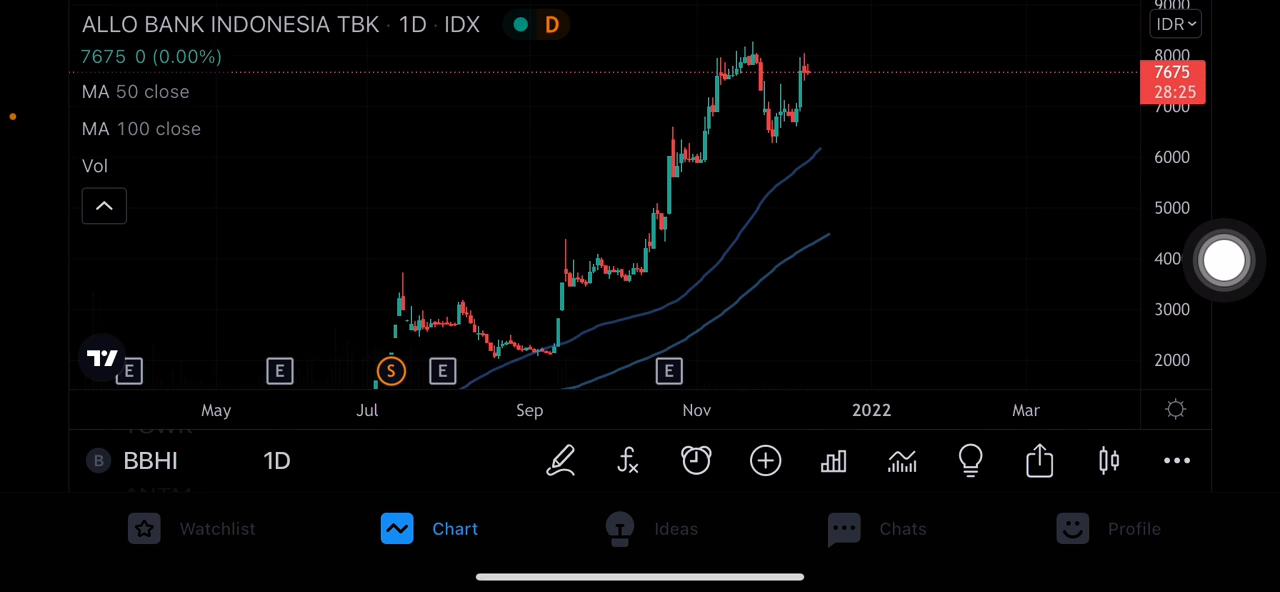 ALLO BANK INDONESIA TBK · 1D · IDX D
7675 0 (0.00%)
MA 50 close
MA 100 close
Vol
9000
IDR
8000
7675
28:25
7000
6000
5000
4000
3000
2000
E E S E E
May Jul Sep Nov 2022 Mar
B BBHI 1D
Watchlist Chart Ideas Chats Profile